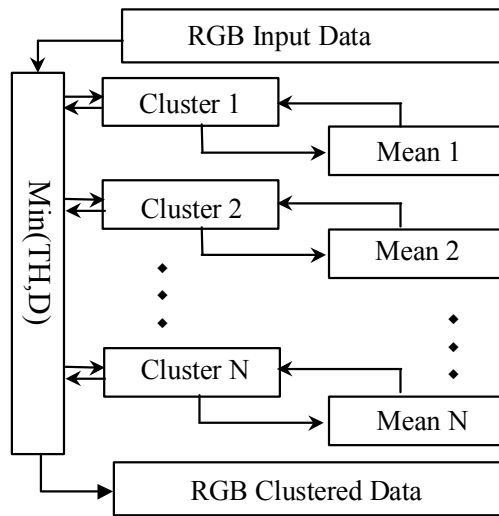 RGB Input Data
Min(TH,D)
Cluster 1
Mean 1
Cluster 2
Mean 2
Cluster N
Mean N
RGB Clustered Data